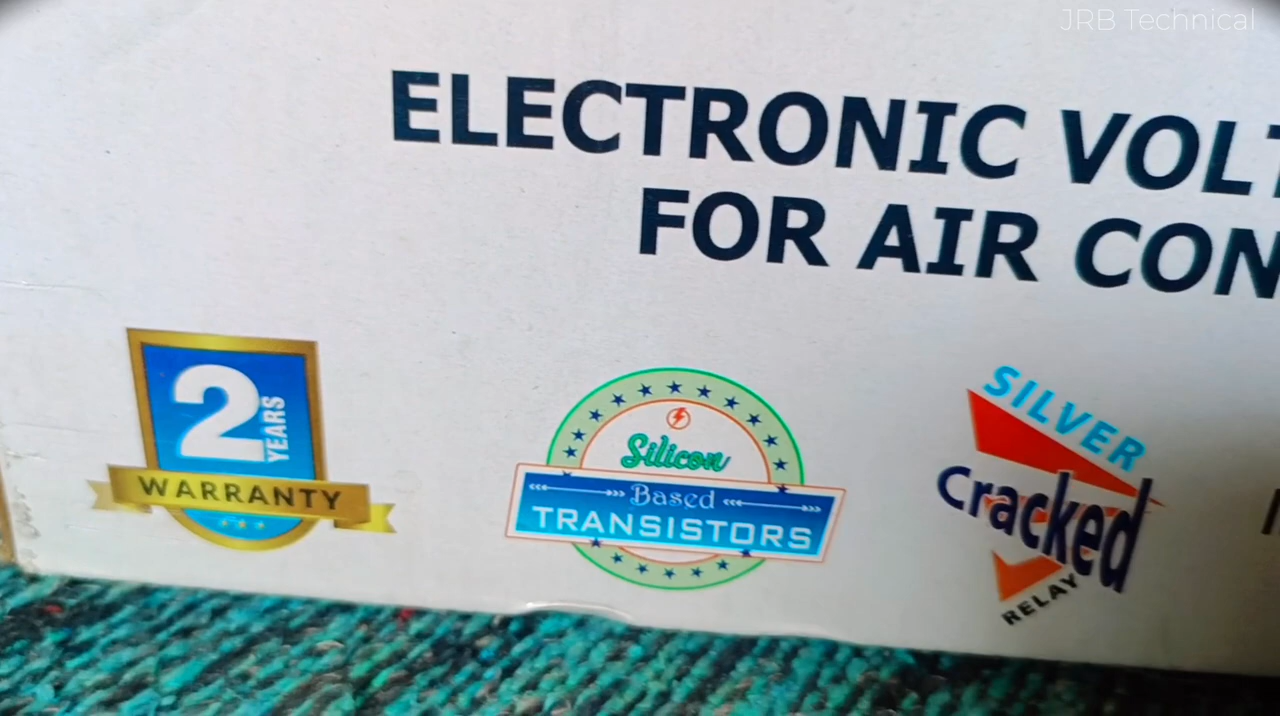 JRB Technical
ELECTRONIC VOLT
FOR AIR CON
2
YEARS
WARRANTY
Silicon
Based
TRANSISTORS
SILVER
Cracked
RELAY